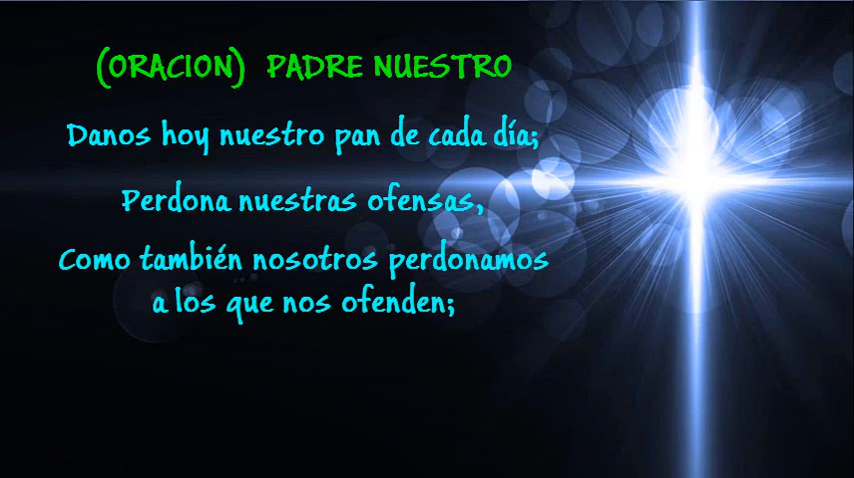 (ORACION) PADRE NUESTRO
Danos hoy nuestro pan de cada día;
Perdona nuestras ofensas,
Como también nosotros perdonamos
a los que nos ofenden;